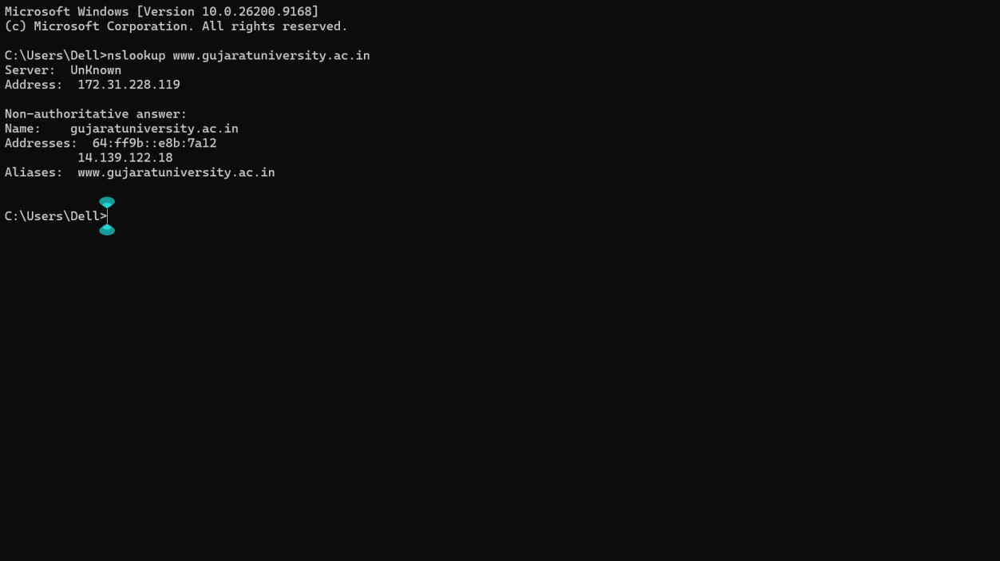 Microsoft Windows [Version 10.0.26200.9168]
(c) Microsoft Corporation. All rights reserved.
C:\Users\Dell>nslookup www.gujaratuniversity.ac.in
Server:  UnKnown
Address:  172.31.228.119
Non-authoritative answer:
Name:    gujaratuniversity.ac.in
Addresses:  64:ff9b::e8b:7a12
          14.139.122.18
Aliases:  www.gujaratuniversity.ac.in
C:\Users\Dell>